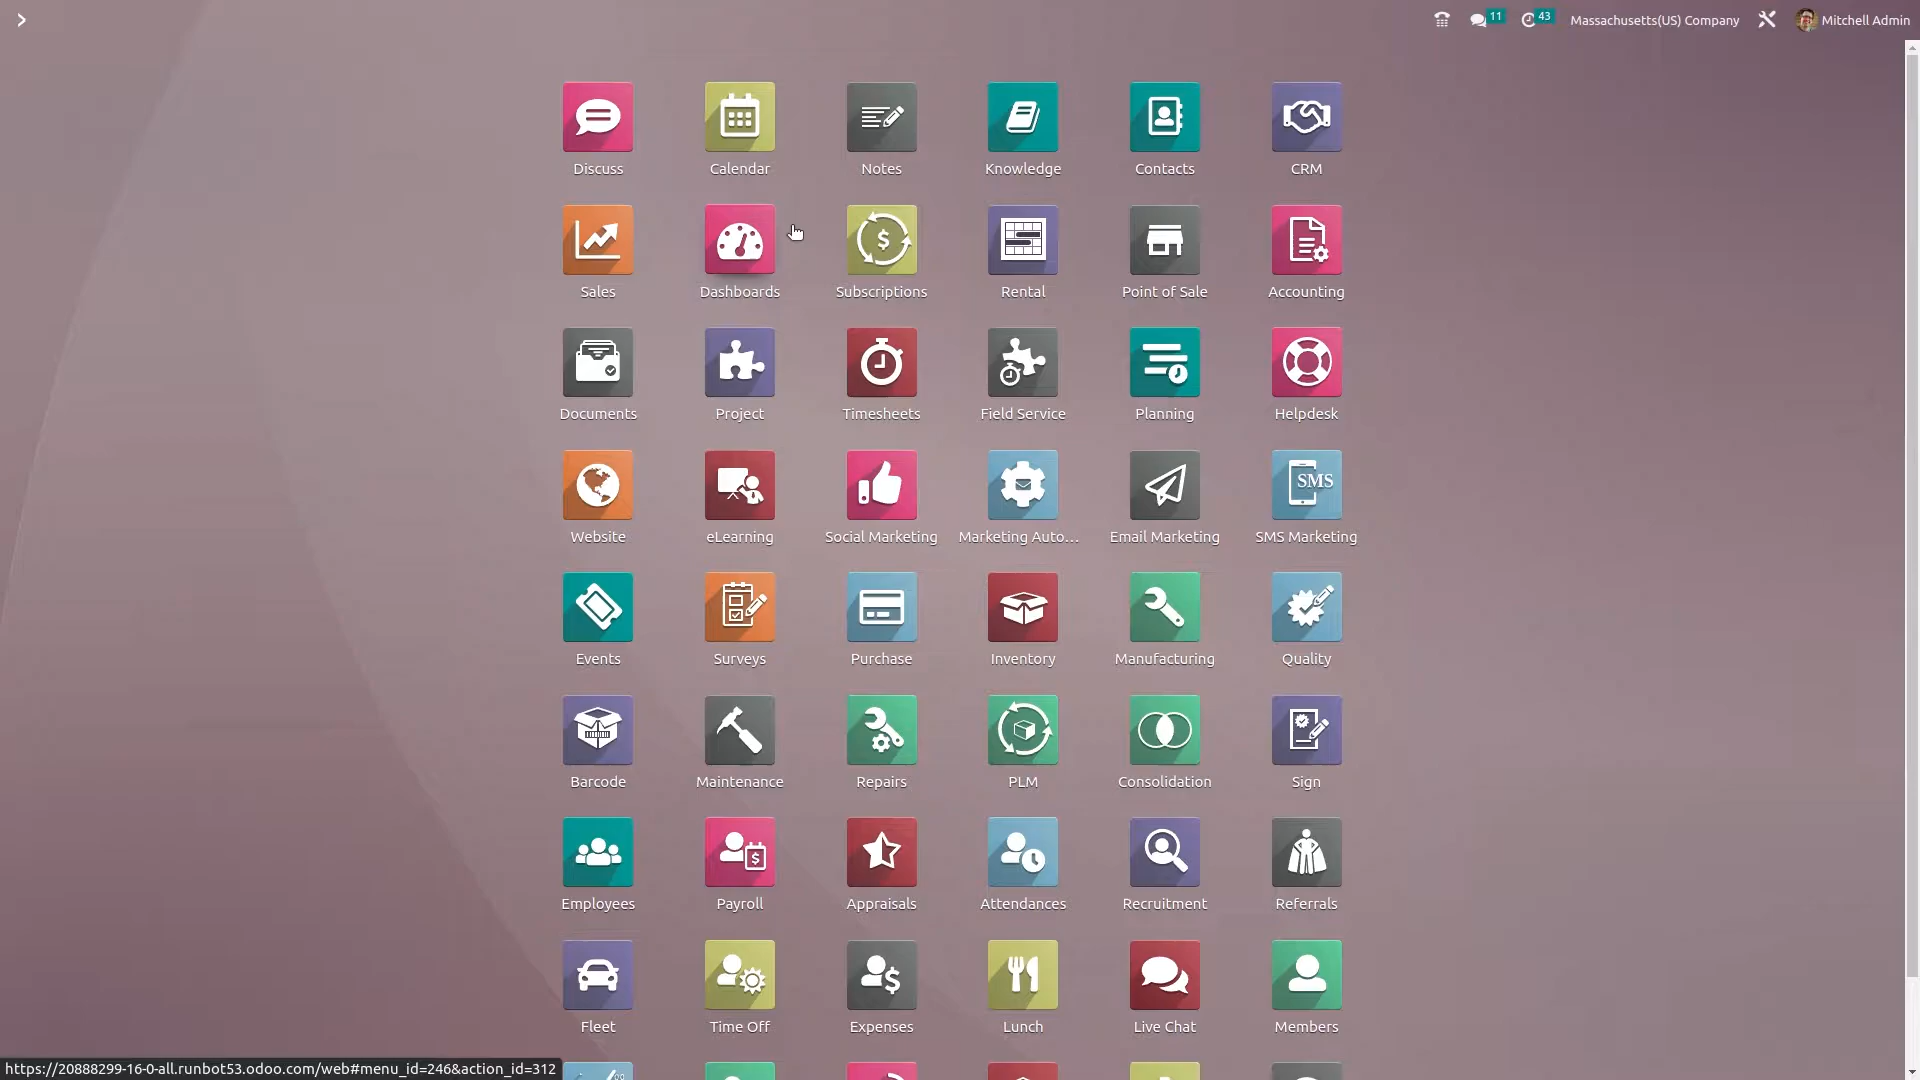 11
43
Massachusetts(US) Company
Mitchell Admin
Discuss
Calendar
Notes
Knowledge
Contacts
CRM
Sales
Dashboards
Subscriptions
Rental
Point of Sale
Accounting
Documents
Project
Timesheets
Field Service
Planning
Helpdesk
SMS
Website
eLearning
Social Marketing
Marketing Auto...
Email Marketing
SMS Marketing
Events
Surveys
Purchase
Inventory
Manufacturing
Quality
Barcode
Maintenance
Repairs
PLM
Consolidation
Sign
Employees
Payroll
Appraisals
Attendances
Recruitment
Referrals
Fleet
Time Off
Expenses
Lunch
Live Chat
Members
https://20888299-16-0-all.runbot53.odoo.com/web#menu_id=246&action_id=312